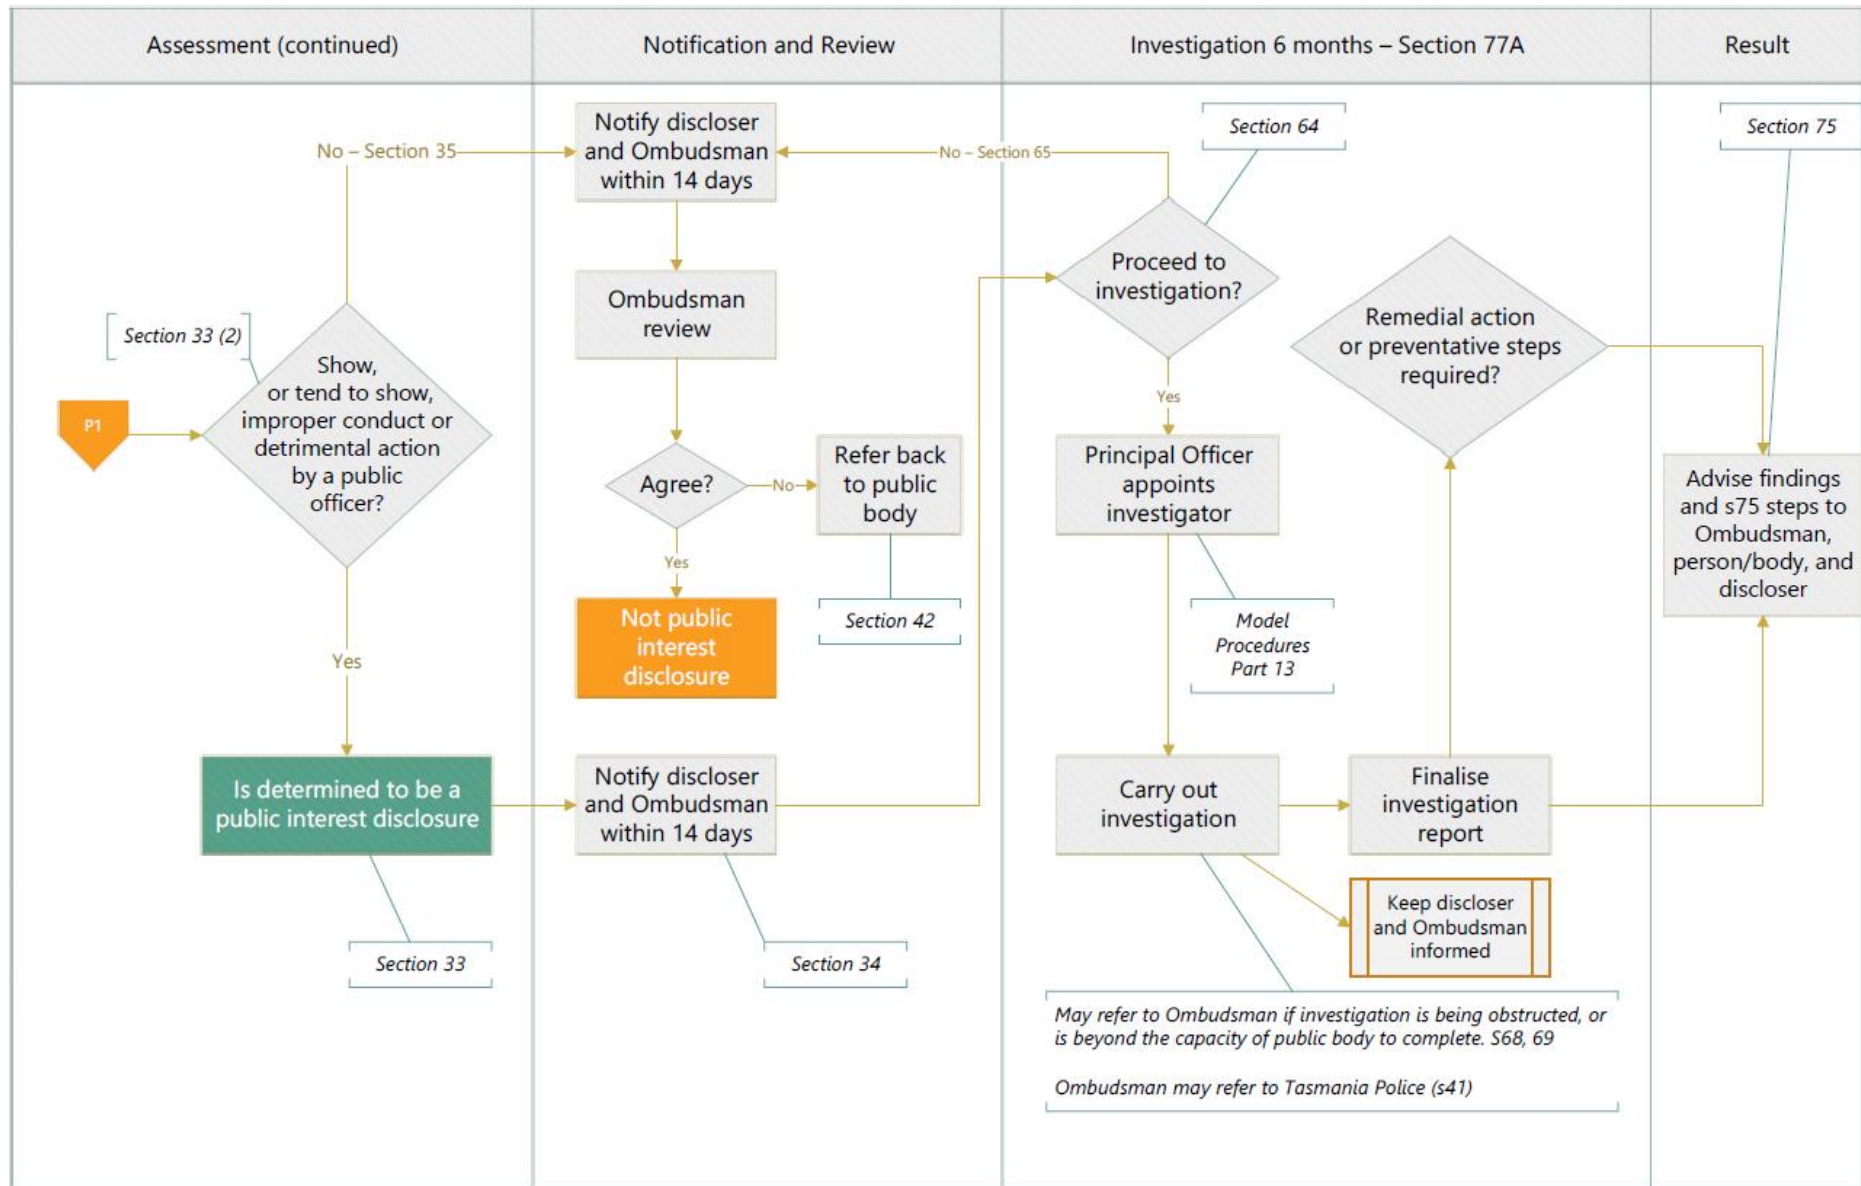 Assessment (continued)
Notification and Review
Investigation 6 months – Section 77A
Result
No – Section 35
Section 33 (2)
P1
Show,
or tend to show,
improper conduct or
detrimental action
by a public
officer?
Yes
Is determined to be a
public interest disclosure
Section 33
Notify discloser
and Ombudsman
within 14 days
Ombudsman
review
Agree?
No
Refer back
to public
body
Section 42
Yes
Not public
interest
disclosure
Notify discloser
and Ombudsman
within 14 days
Section 34
No – Section 65
Section 64
Proceed to
investigation?
Yes
Principal Officer
appoints
investigator
Model
Procedures
Part 13
Carry out
investigation
Finalise
investigation
report
Keep discloser
and Ombudsman
informed
May refer to Ombudsman if investigation is being obstructed, or
is beyond the capacity of public body to complete. S68, 69
Ombudsman may refer to Tasmania Police (s41)
Remedial action
or preventative steps
required?
Section 75
Advise findings
and s75 steps to
Ombudsman,
person/body, and
discloser